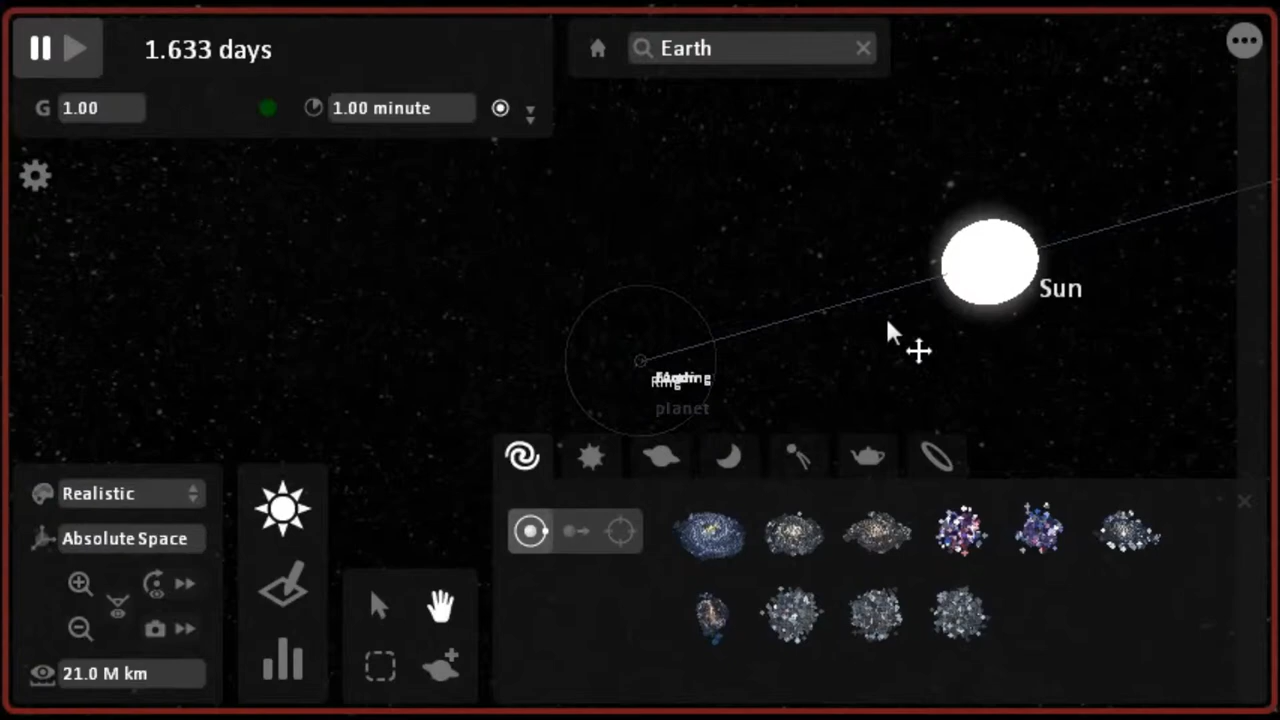 1.633 days
Earth
G 1.00
1.00 minute
Sun
planet
Realistic
Absolute Space
21.0 M km